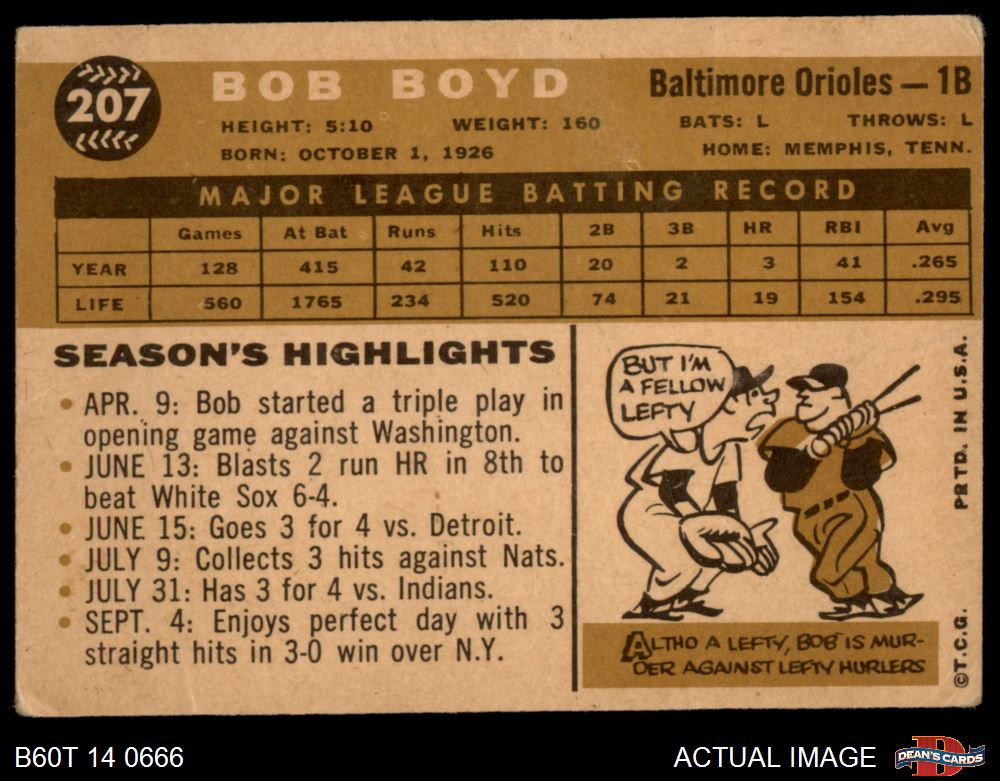 207
BOB BOYD
Baltimore Orioles — 1B
HEIGHT: 5:10 WEIGHT: 160 BATS: L THROWS: L
BORN: OCTOBER 1, 1926 HOME: MEMPHIS, TENN.
MAJOR LEAGUE BATTING RECORD
Games At Bat Runs Hits 2B 3B HR RBI Avg
YEAR 128 415 42 110 20 2 3 41 .265
LIFE 560 1765 234 520 74 21 19 154 .295
SEASON'S HIGHLIGHTS
• APR. 9: Bob started a triple play in
opening game against Washington.
• JUNE 13: Blasts 2 run HR in 8th to
beat White Sox 6-4.
• JUNE 15: Goes 3 for 4 vs. Detroit.
• JULY 9: Collects 3 hits against Nats.
• JULY 31: Has 3 for 4 vs. Indians.
• SEPT. 4: Enjoys perfect day with 3
straight hits in 3-0 win over N.Y.
BUT I'M
A FELLOW
LEFTY
ALTHO A LEFTY, BOB IS MUR-
DER AGAINST LEFTY HURLERS
©T.C.G. PRTD. IN U.S.A.
B60T 14 0666
ACTUAL IMAGE
D
DEAN'S CARDS